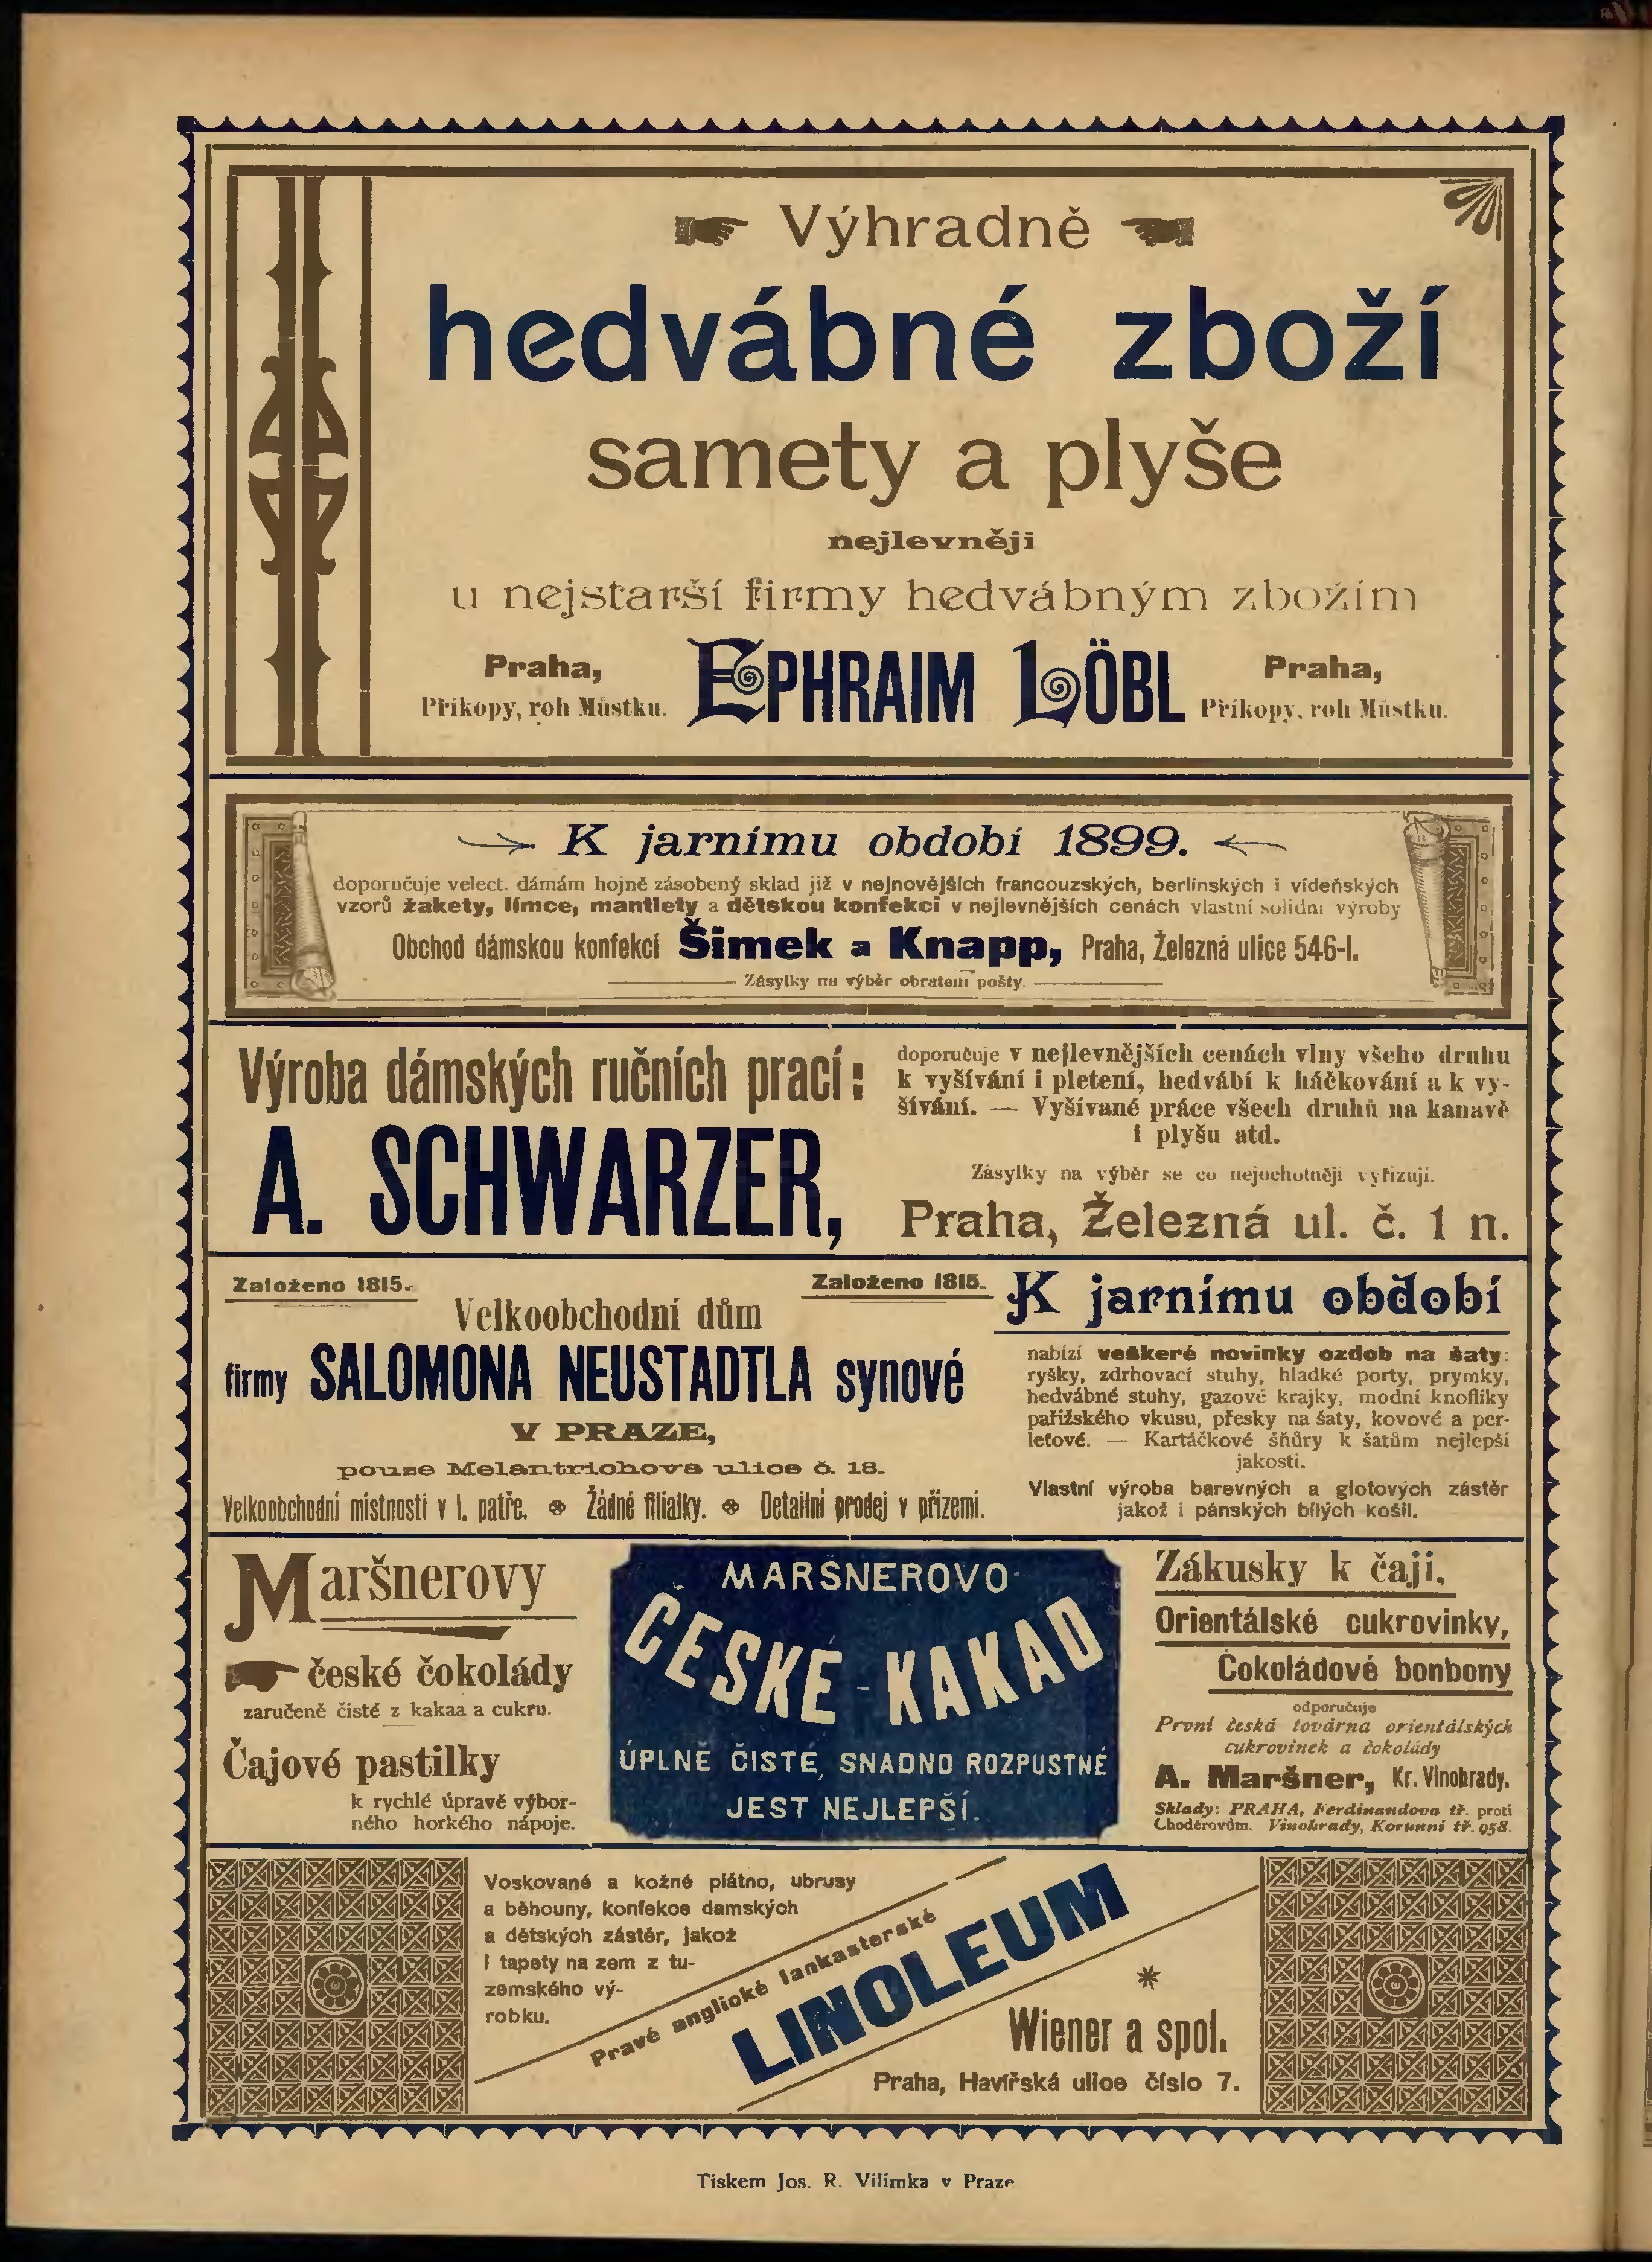 Výhradně
hedvábné zboží
samety a plyše
nejlevněji
u nejstarší firmy hedvábným zbožím
Praha,
Příkopy, roh Můstku.
EPHRAIM LÖBL
Praha,
Příkopy, roh Můstku.
K jarnímu období 1899.
doporučuje velect. dámám hojně zásobený sklad již v nejnovějších francouzských, berlínských i vídeňských
vzorů žakety, límce, mantlety a dětskou konfekci v nejlevnějších cenách vlastní solidní výroby
Obchod dámskou konfekcí Šimek a Knapp, Praha, Železná ulice 546-I.
Zásylky na výběr obratem pošty.
Výroba dámských ručních prací:
A. SCHWARZER,
doporučuje v nejlevnějších cenách vlny všeho druhu
k vyšívání i pletení, hedvábí k háčkování a k vy-
šívání. — Vyšívané práce všech druhů na kanavě
i plyšu atd.
Zásylky na výběr se co nejochotněji vyřizují.
Praha, Železná ul. č. 1 n.
Založeno 1815.
Založeno 1815.
Velkoobchodní dům
firmy SALOMONA NEUSTADTLA synové
V PRAZE,
pouze Melantrichova ulice č. 18.
Velkoobchodní místnosti v I. patře. Žádné filialky. Detailní prodej v přízemí.
K jarnímu období
nabízí veškeré novinky ozdob na šaty:
ryšky, zdrhovací stuhy, hladké porty, prymky,
hedvábné stuhy, gazové krajky, modní knoflíky
pařížského vkusu, přesky na šaty, kovové a per-
leťové. — Kartáčkové šňůry k šatům nejlepší
jakosti.
Vlastní výroba barevných a glotových zástěr
jakož i pánských bílých košil.
Maršnerovy
české čokolády
zaručeně čisté z kakaa a cukru.
Čajové pastilky
k rychlé úpravě výbor-
ného horkého nápoje.
MARŠNEROVO
ČESKÉ - KAKAO
ÚPLNĚ ČISTÉ, SNADNO ROZPUSTNÉ
JEST NEJLEPŠÍ.
Zákusky k čaji,
Orientálské cukrovinky,
Čokoládové bonbony
odporučuje
První česká továrna orientálských
cukrovinek a čokolády
A. Maršner, Kr. Vinohrady.
Sklady: PRAHA, Ferdinandova tř. proti
Choděrovům. Vinohrady, Korunní tř. 958.
Voskované a kožné plátno, ubrusy
a běhouny, konfekce damských
a dětských zástěr, jakož
i tapety na zem z tu-
zemského vý-
robku.
Pravé anglické lankasterské
LINOLEUM
Wiener a spol.
Praha, Havířská ulice číslo 7.
Tiskem Jos. R. Vilímka v Praze